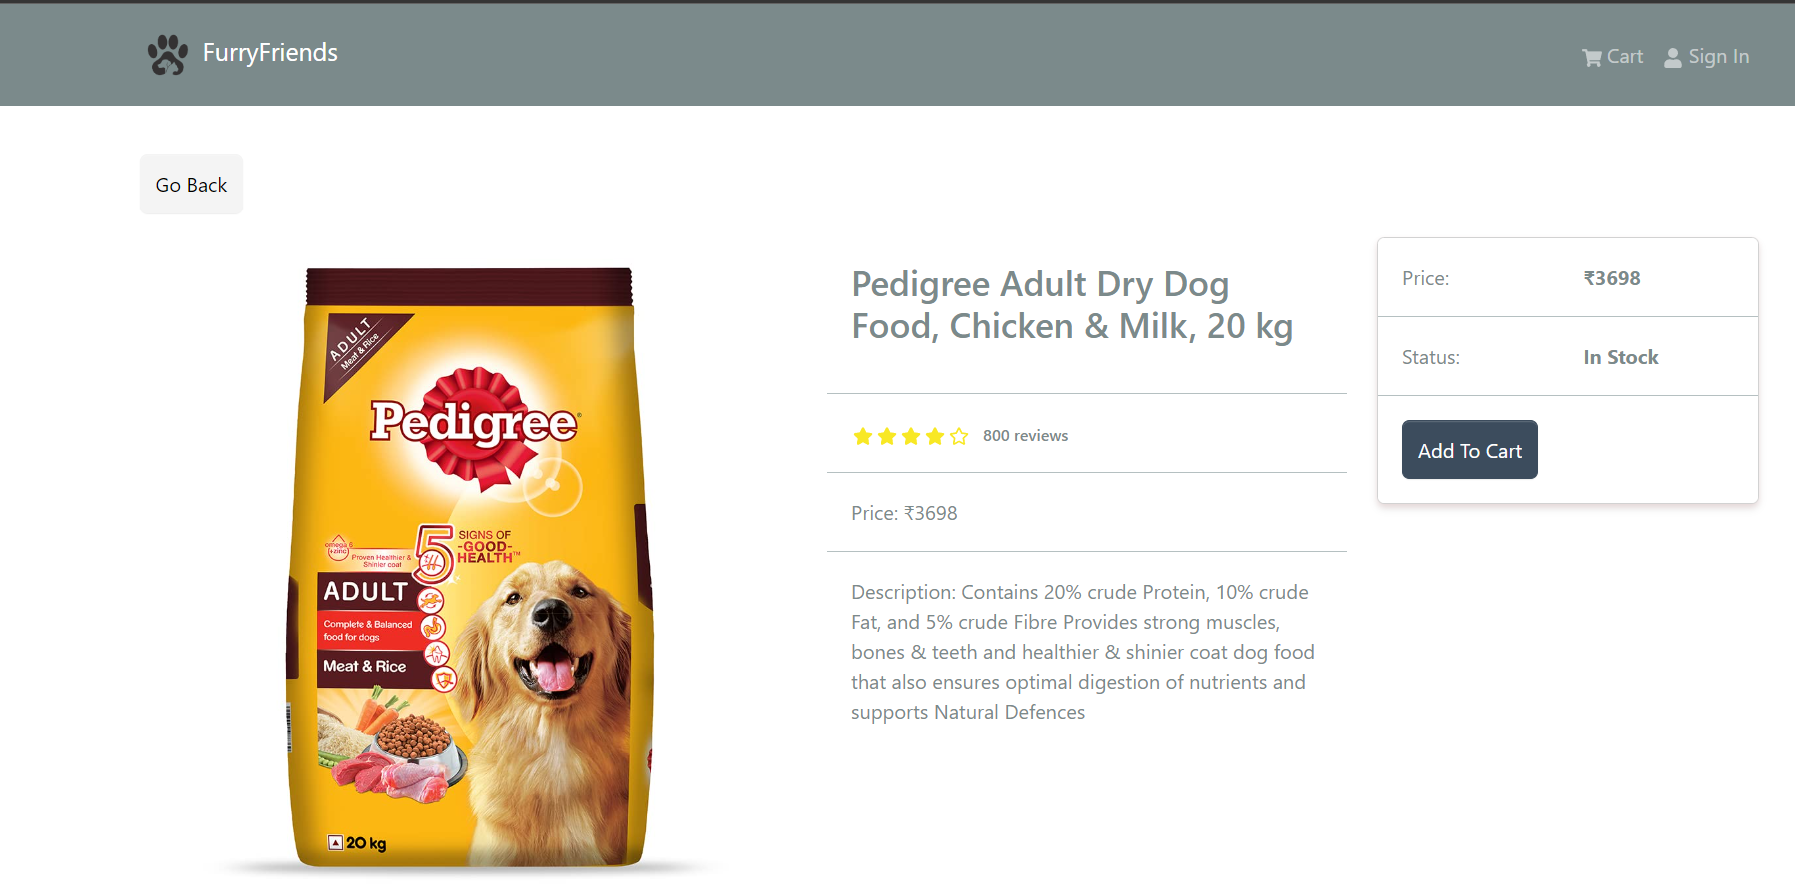 FurryFriends
Cart
Sign In
Go Back
ADULT
Meat & Rice
Pedigree
omega 6
+zinc
Proven Healthier &
Shinier coat
5
SIGNS OF
-GOOD-
HEALTH™
ADULT
Complete & Balanced
food for dogs
Meat & Rice
20 kg
Pedigree Adult Dry Dog
Food, Chicken & Milk, 20 kg
800 reviews
Price: ₹3698
Description: Contains 20% crude Protein, 10% crude
Fat, and 5% crude Fibre Provides strong muscles,
bones & teeth and healthier & shinier coat dog food
that also ensures optimal digestion of nutrients and
supports Natural Defences
Price: ₹3698
Status: In Stock
Add To Cart